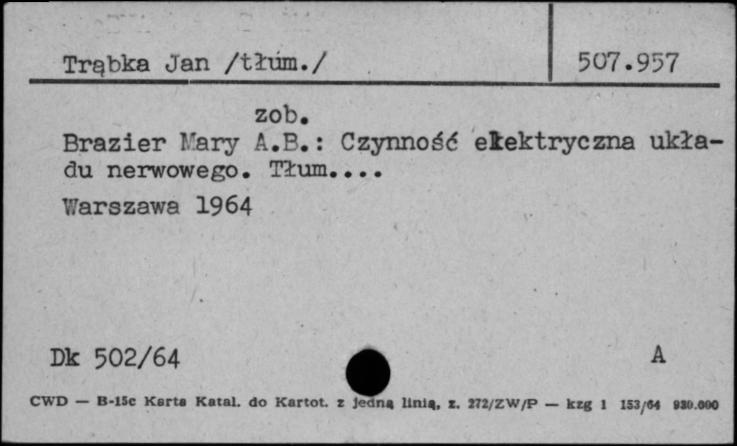 Trąbka Jan /tłum./ 507.957
zob.
Brazier Mary A.B.: Czynność elektryczna ukła-
du nerwowego. Tłum....
Warszawa 1964
Dk 502/64 A
CWD — B-15c Karta Katal. do Kartot. z jedną linią, z. 272/ZW/P — kzg 1 153/64 930.000